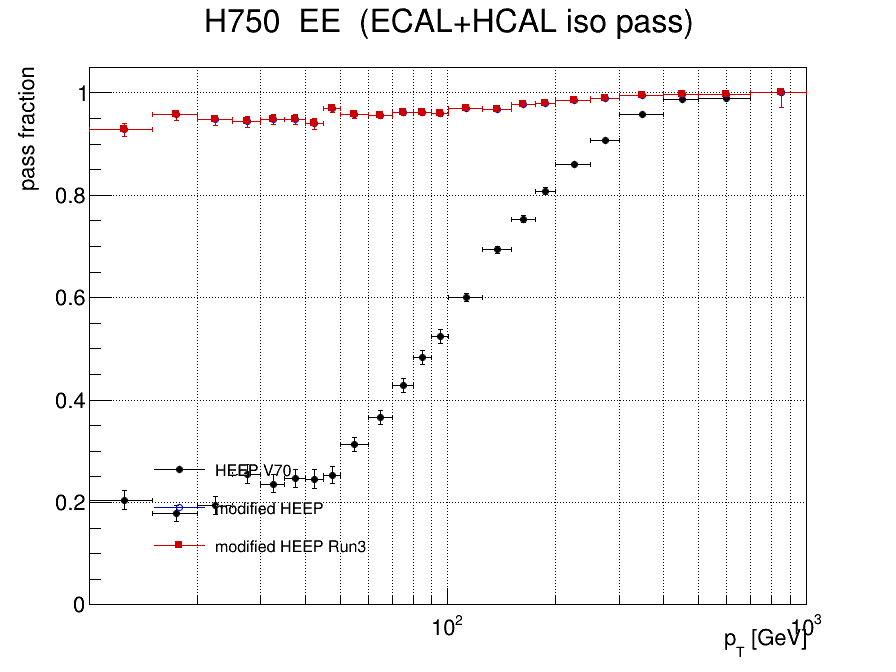 H750 EE (ECAL+HCAL iso pass)
pass fraction
1
0.8
0.6
0.4
0.2
0
HEEP V70
modified HEEP
modified HEEP Run3
10²
10³
p_T [GeV]